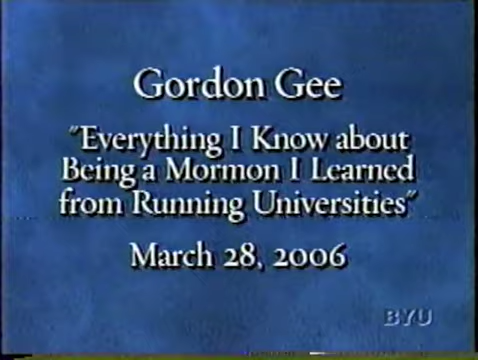 Gordon Gee
"Everything I Know about
Being a Mormon I Learned
from Running Universities"
March 28, 2006
BYU